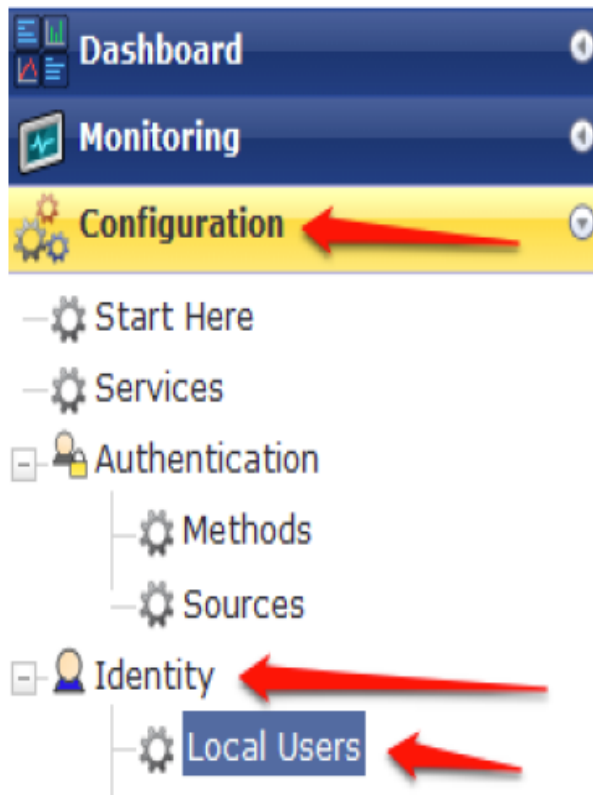 Dashboard
Monitoring
Configuration
Start Here
Services
Authentication
Methods
Sources
Identity
Local Users